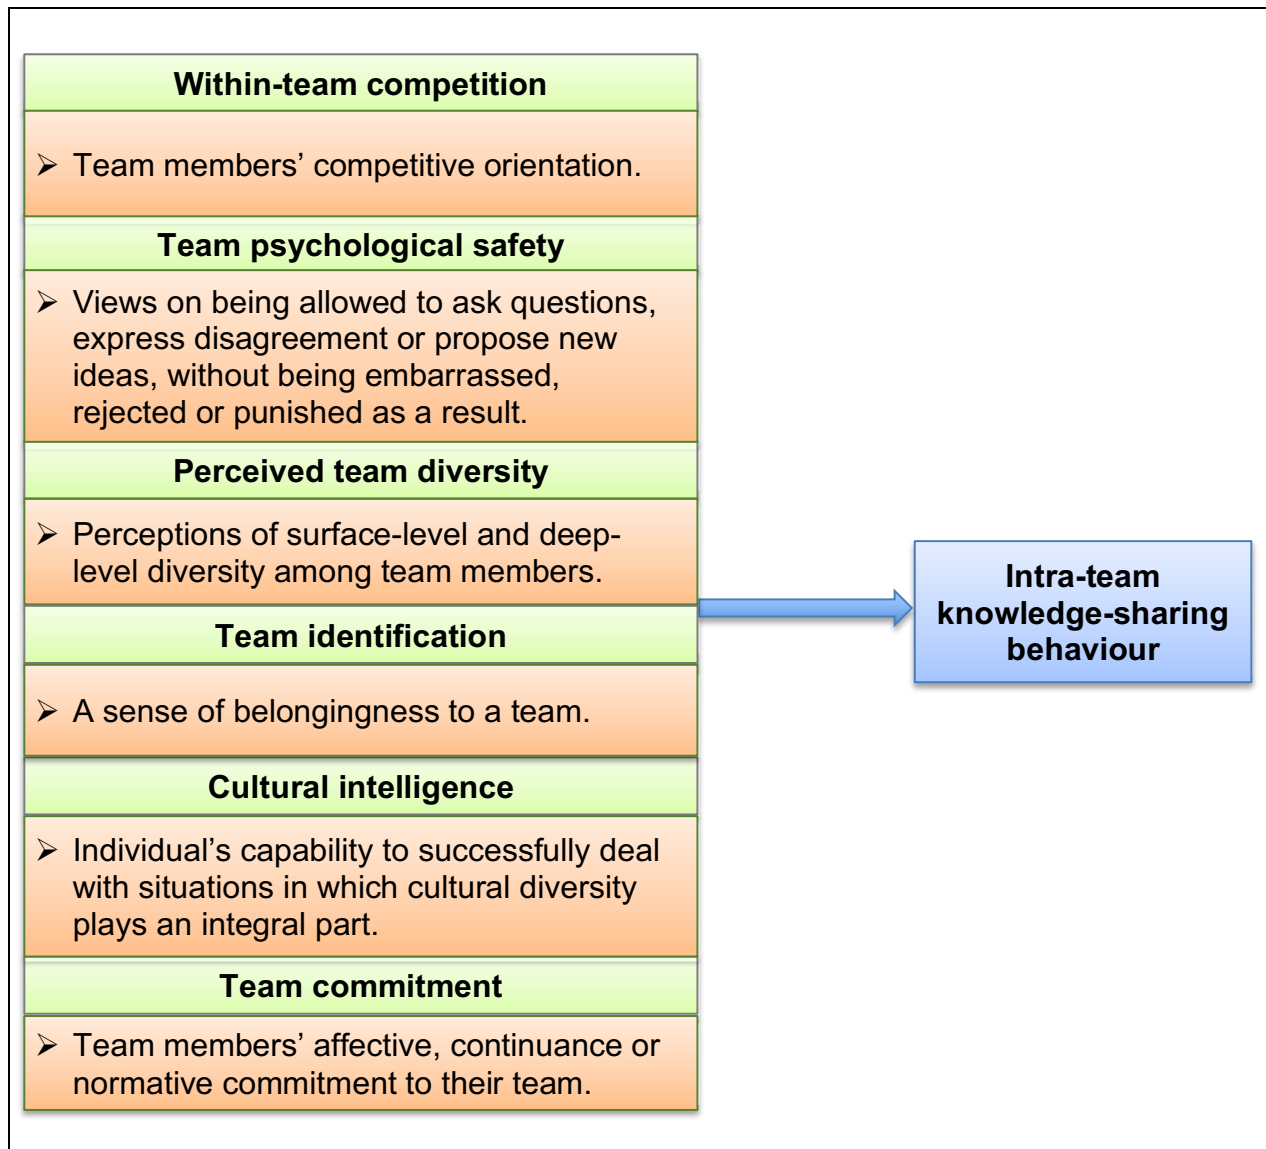 Within-team competition
➢ Team members’ competitive orientation.
Team psychological safety
➢ Views on being allowed to ask questions,
express disagreement or propose new
ideas, without being embarrassed,
rejected or punished as a result.
Perceived team diversity
➢ Perceptions of surface-level and deep-
level diversity among team members.
Team identification
➢ A sense of belongingness to a team.
Cultural intelligence
➢ Individual’s capability to successfully deal
with situations in which cultural diversity
plays an integral part.
Team commitment
➢ Team members’ affective, continuance or
normative commitment to their team.
Intra-team
knowledge-sharing
behaviour